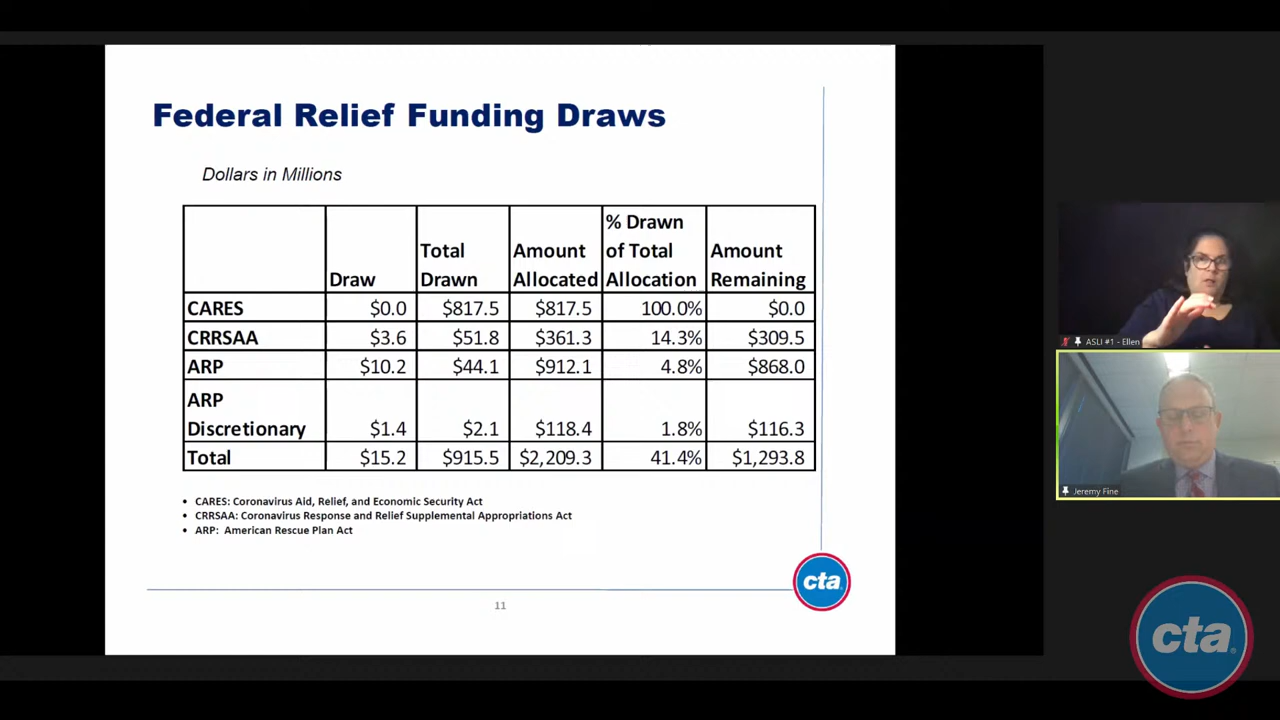 Federal Relief Funding Draws
Dollars in Millions
Draw Total Drawn Amount Allocated % Drawn of Total Allocation Amount Remaining
CARES $0.0 $817.5 $817.5 100.0% $0.0
CRRSAA $3.6 $51.8 $361.3 14.3% $309.5
ARP $10.2 $44.1 $912.1 4.8% $868.0
ARP Discretionary $1.4 $2.1 $118.4 1.8% $116.3
Total $15.2 $915.5 $2,209.3 41.4% $1,293.8
• CARES: Coronavirus Aid, Relief, and Economic Security Act
• CRRSAA: Coronavirus Response and Relief Supplemental Appropriations Act
• ARP: American Rescue Plan Act
cta
11
ASLI #1 - Ellen
Jeremy Fine
cta®